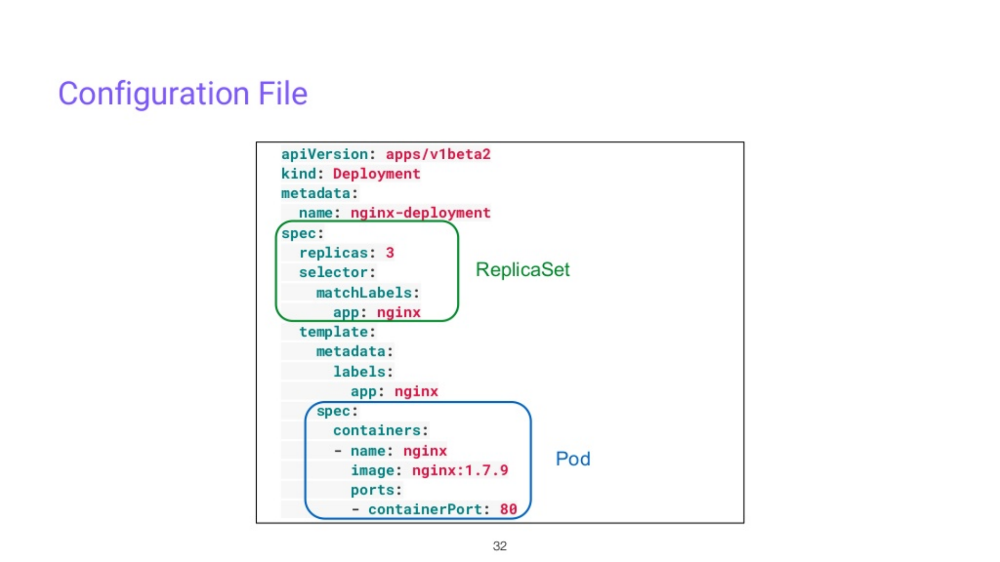 Configuration File
apiVersion: apps/v1beta2
kind: Deployment
metadata:
  name: nginx-deployment
spec:
  replicas: 3
  selector:
    matchLabels:
      app: nginx
ReplicaSet
  template:
    metadata:
      labels:
        app: nginx
    spec:
      containers:
      - name: nginx
        image: nginx:1.7.9
        ports:
        - containerPort: 80
Pod
32